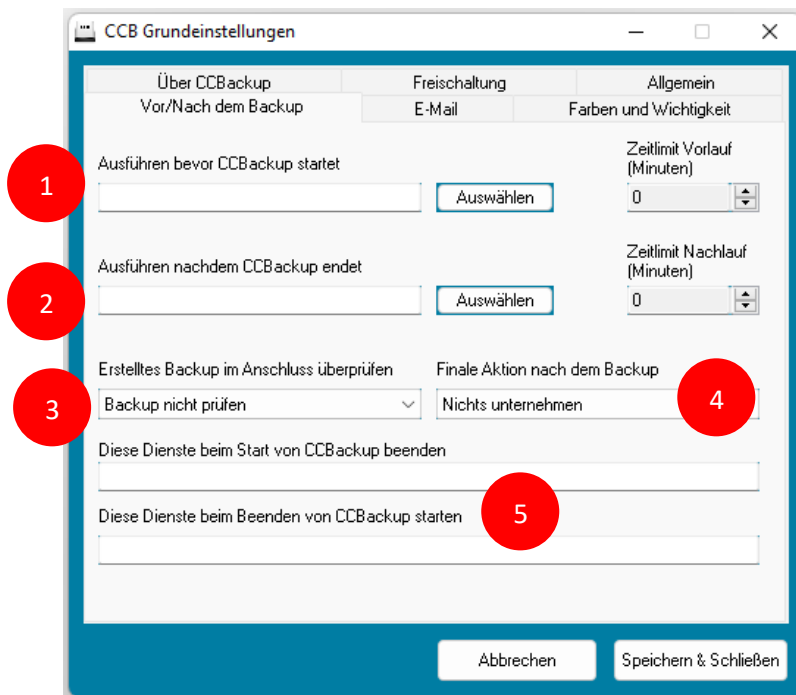 CCB Grundeinstellungen
Über CCBackup
Freischaltung
Allgemein
Vor/Nach dem Backup
E-Mail
Farben und Wichtigkeit
1
Ausführen bevor CCBackup startet
Auswählen
Zeitlimit Vorlauf
(Minuten)
0
2
Ausführen nachdem CCBackup endet
Auswählen
Zeitlimit Nachlauf
(Minuten)
0
3
Erstelltes Backup im Anschluss überprüfen
Backup nicht prüfen
Finale Aktion nach dem Backup
Nichts unternehmen
4
Diese Dienste beim Start von CCBackup beenden
Diese Dienste beim Beenden von CCBackup starten
5
Abbrechen
Speichern & Schließen